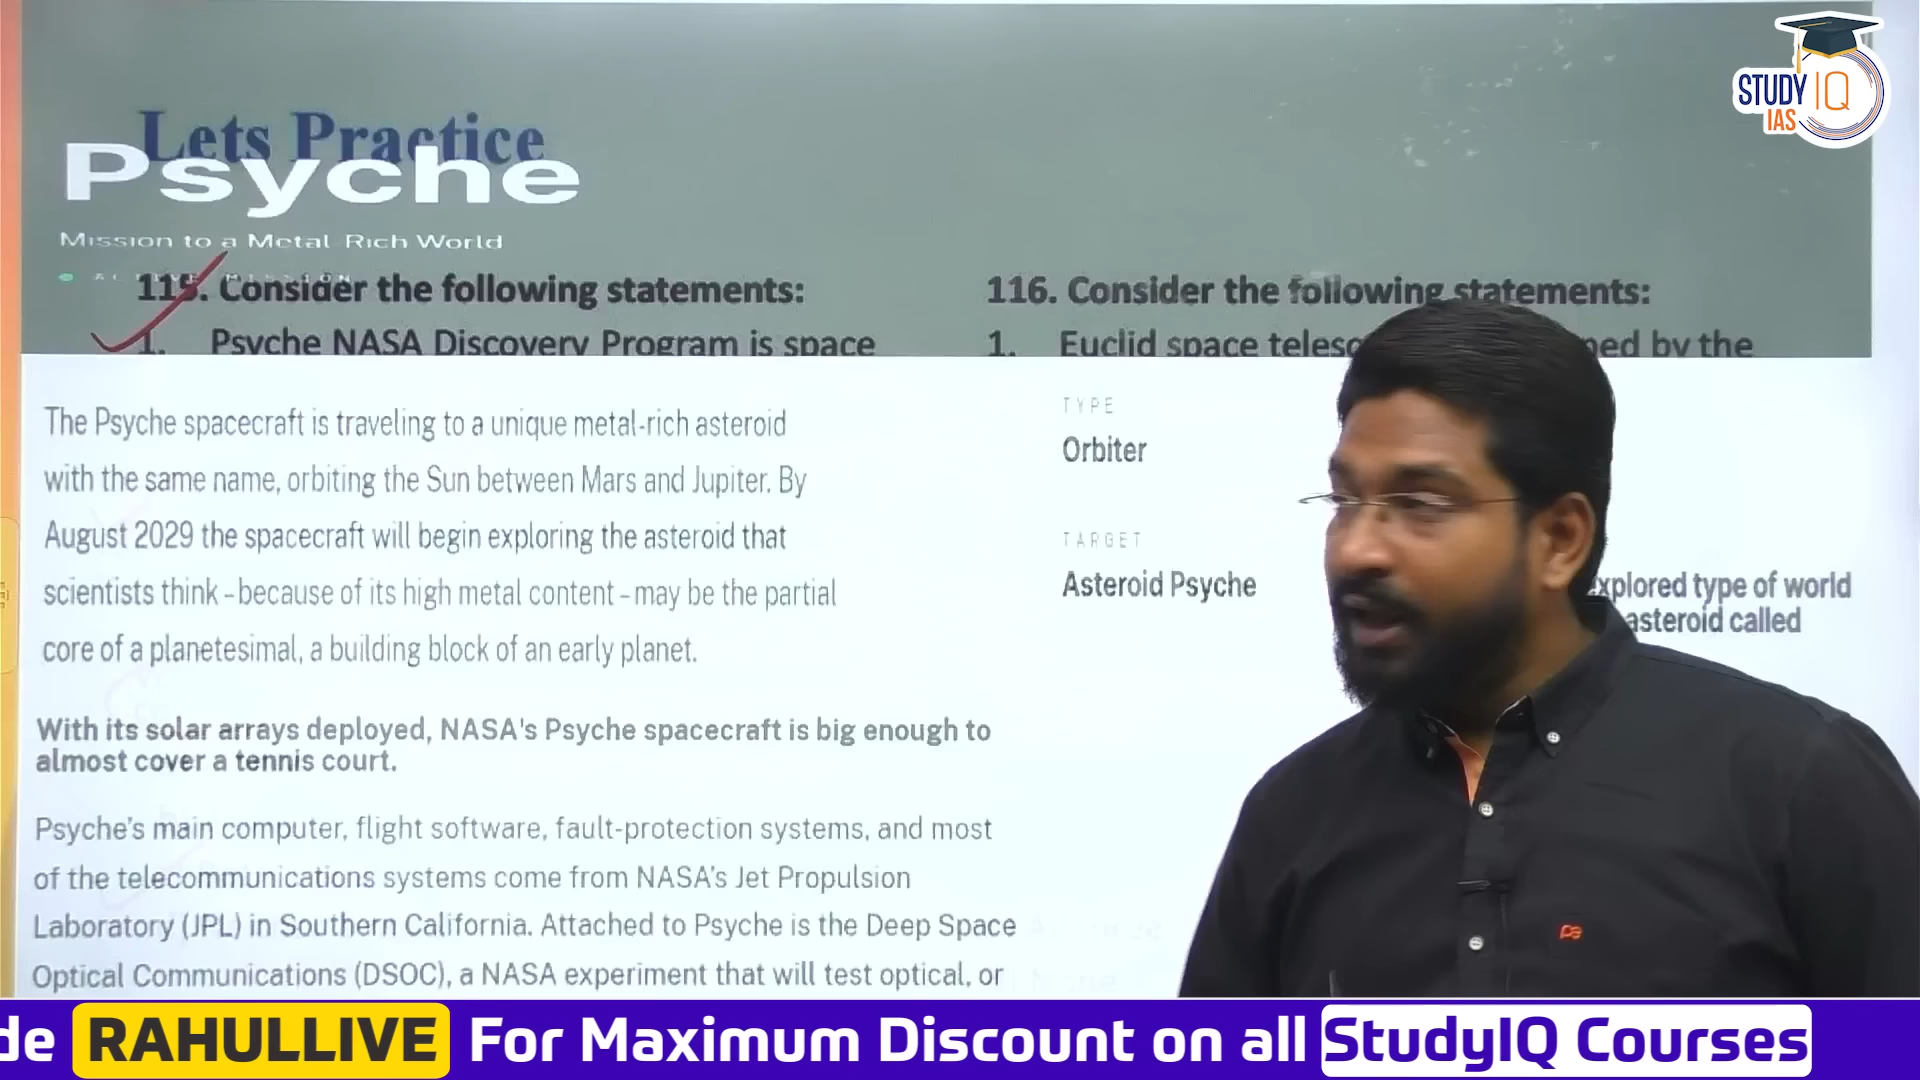 STUDY IQ
IAS
Lets Practice
Psyche
Mission to a Metal Rich World
115. Consider the following statements:
1. Psyche NASA Discovery Program is space
116. Consider the following statements:
1. Euclid space by the
The Psyche spacecraft is traveling to a unique metal-rich asteroid
with the same name, orbiting the Sun between Mars and Jupiter. By
August 2029 the spacecraft will begin exploring the asteroid that
scientists think – because of its high metal content – may be the partial
core of a planetesimal, a building block of an early planet.
With its solar arrays deployed, NASA's Psyche spacecraft is big enough to
almost cover a tennis court.
Psyche's main computer, flight software, fault-protection systems, and most
of the telecommunications systems come from NASA's Jet Propulsion
Laboratory (JPL) in Southern California. Attached to Psyche is the Deep Space
Optical Communications (DSOC), a NASA experiment that will test optical, or
TYPE
Orbiter
TARGET
Asteroid Psyche
type of world
asteroid called
RAHULLIVE For Maximum Discount on all StudyIQ Courses